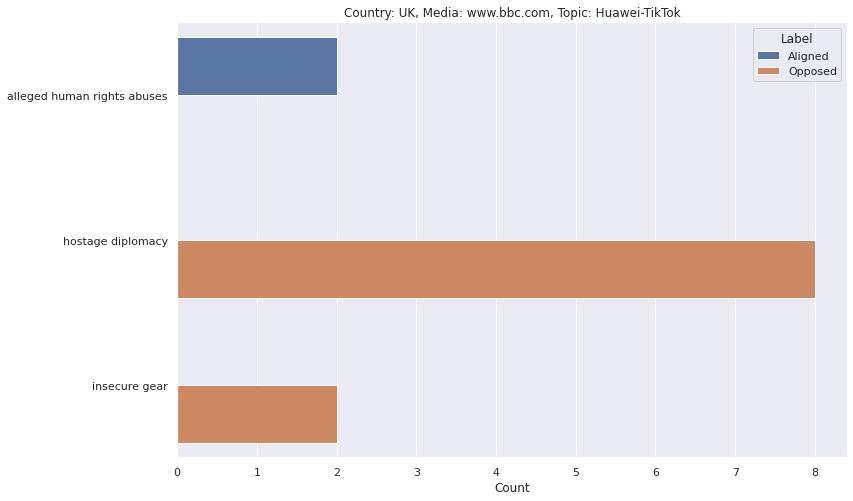 Country: UK, Media: www.bbc.com, Topic: Huawei-TikTok
Label
Aligned
Opposed
alleged human rights abuses
hostage diplomacy
insecure gear
0 1 2 3 4 5 6 7 8
Count